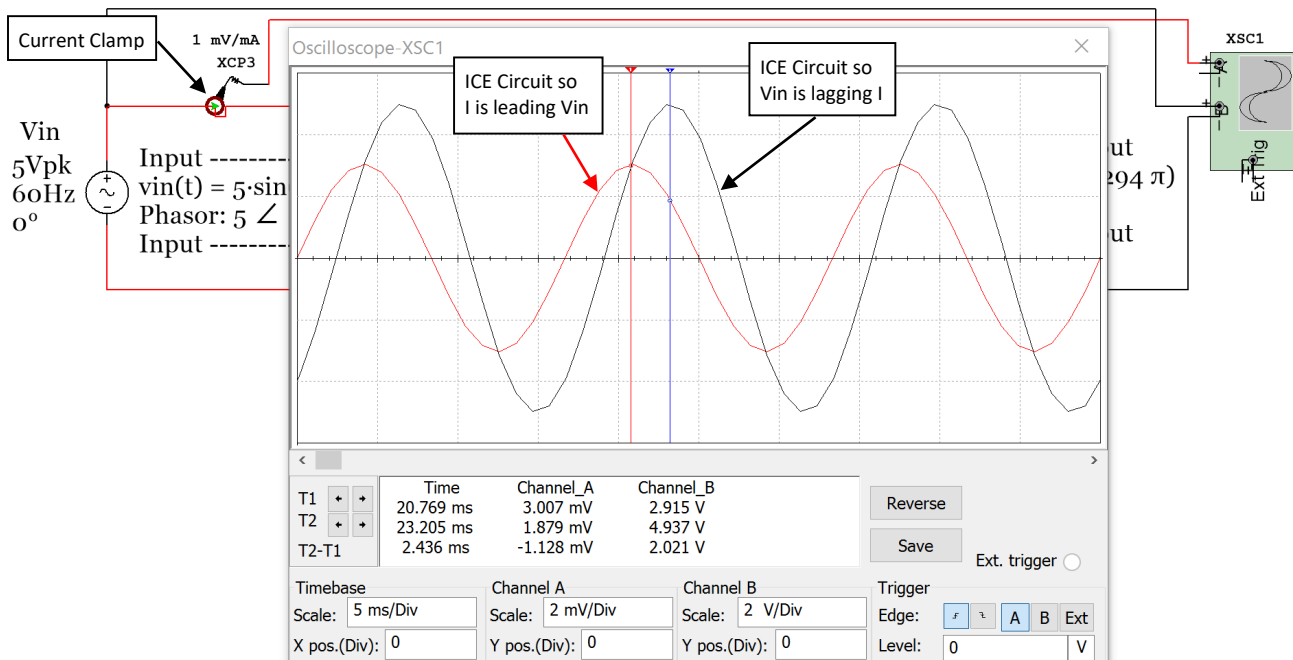 Current Clamp
1 mV/mA
XCP3
Oscilloscope-XSC1
XSC1
ICE Circuit so
I is leading Vin
ICE Circuit so
Vin is lagging I
+
A
-
+
B
-
Ext Trig
Vin
5Vpk
60Hz
0°
+
-
Input ------------
vin(t) = 5·sin
Phasor: 5 ∠
Input ------------
ut
294 π)
ut
T1
T2
T2-T1
Time Channel_A Channel_B
20.769 ms 3.007 mV 2.915 V
23.205 ms 1.879 mV 4.937 V
2.436 ms -1.128 mV 2.021 V
Reverse
Save
Ext. trigger
Timebase
Scale: 5 ms/Div
X pos.(Div): 0
Channel A
Scale: 2 mV/Div
Y pos.(Div): 0
Channel B
Scale: 2 V/Div
Y pos.(Div): 0
Trigger
Edge: A B Ext
Level: 0 V